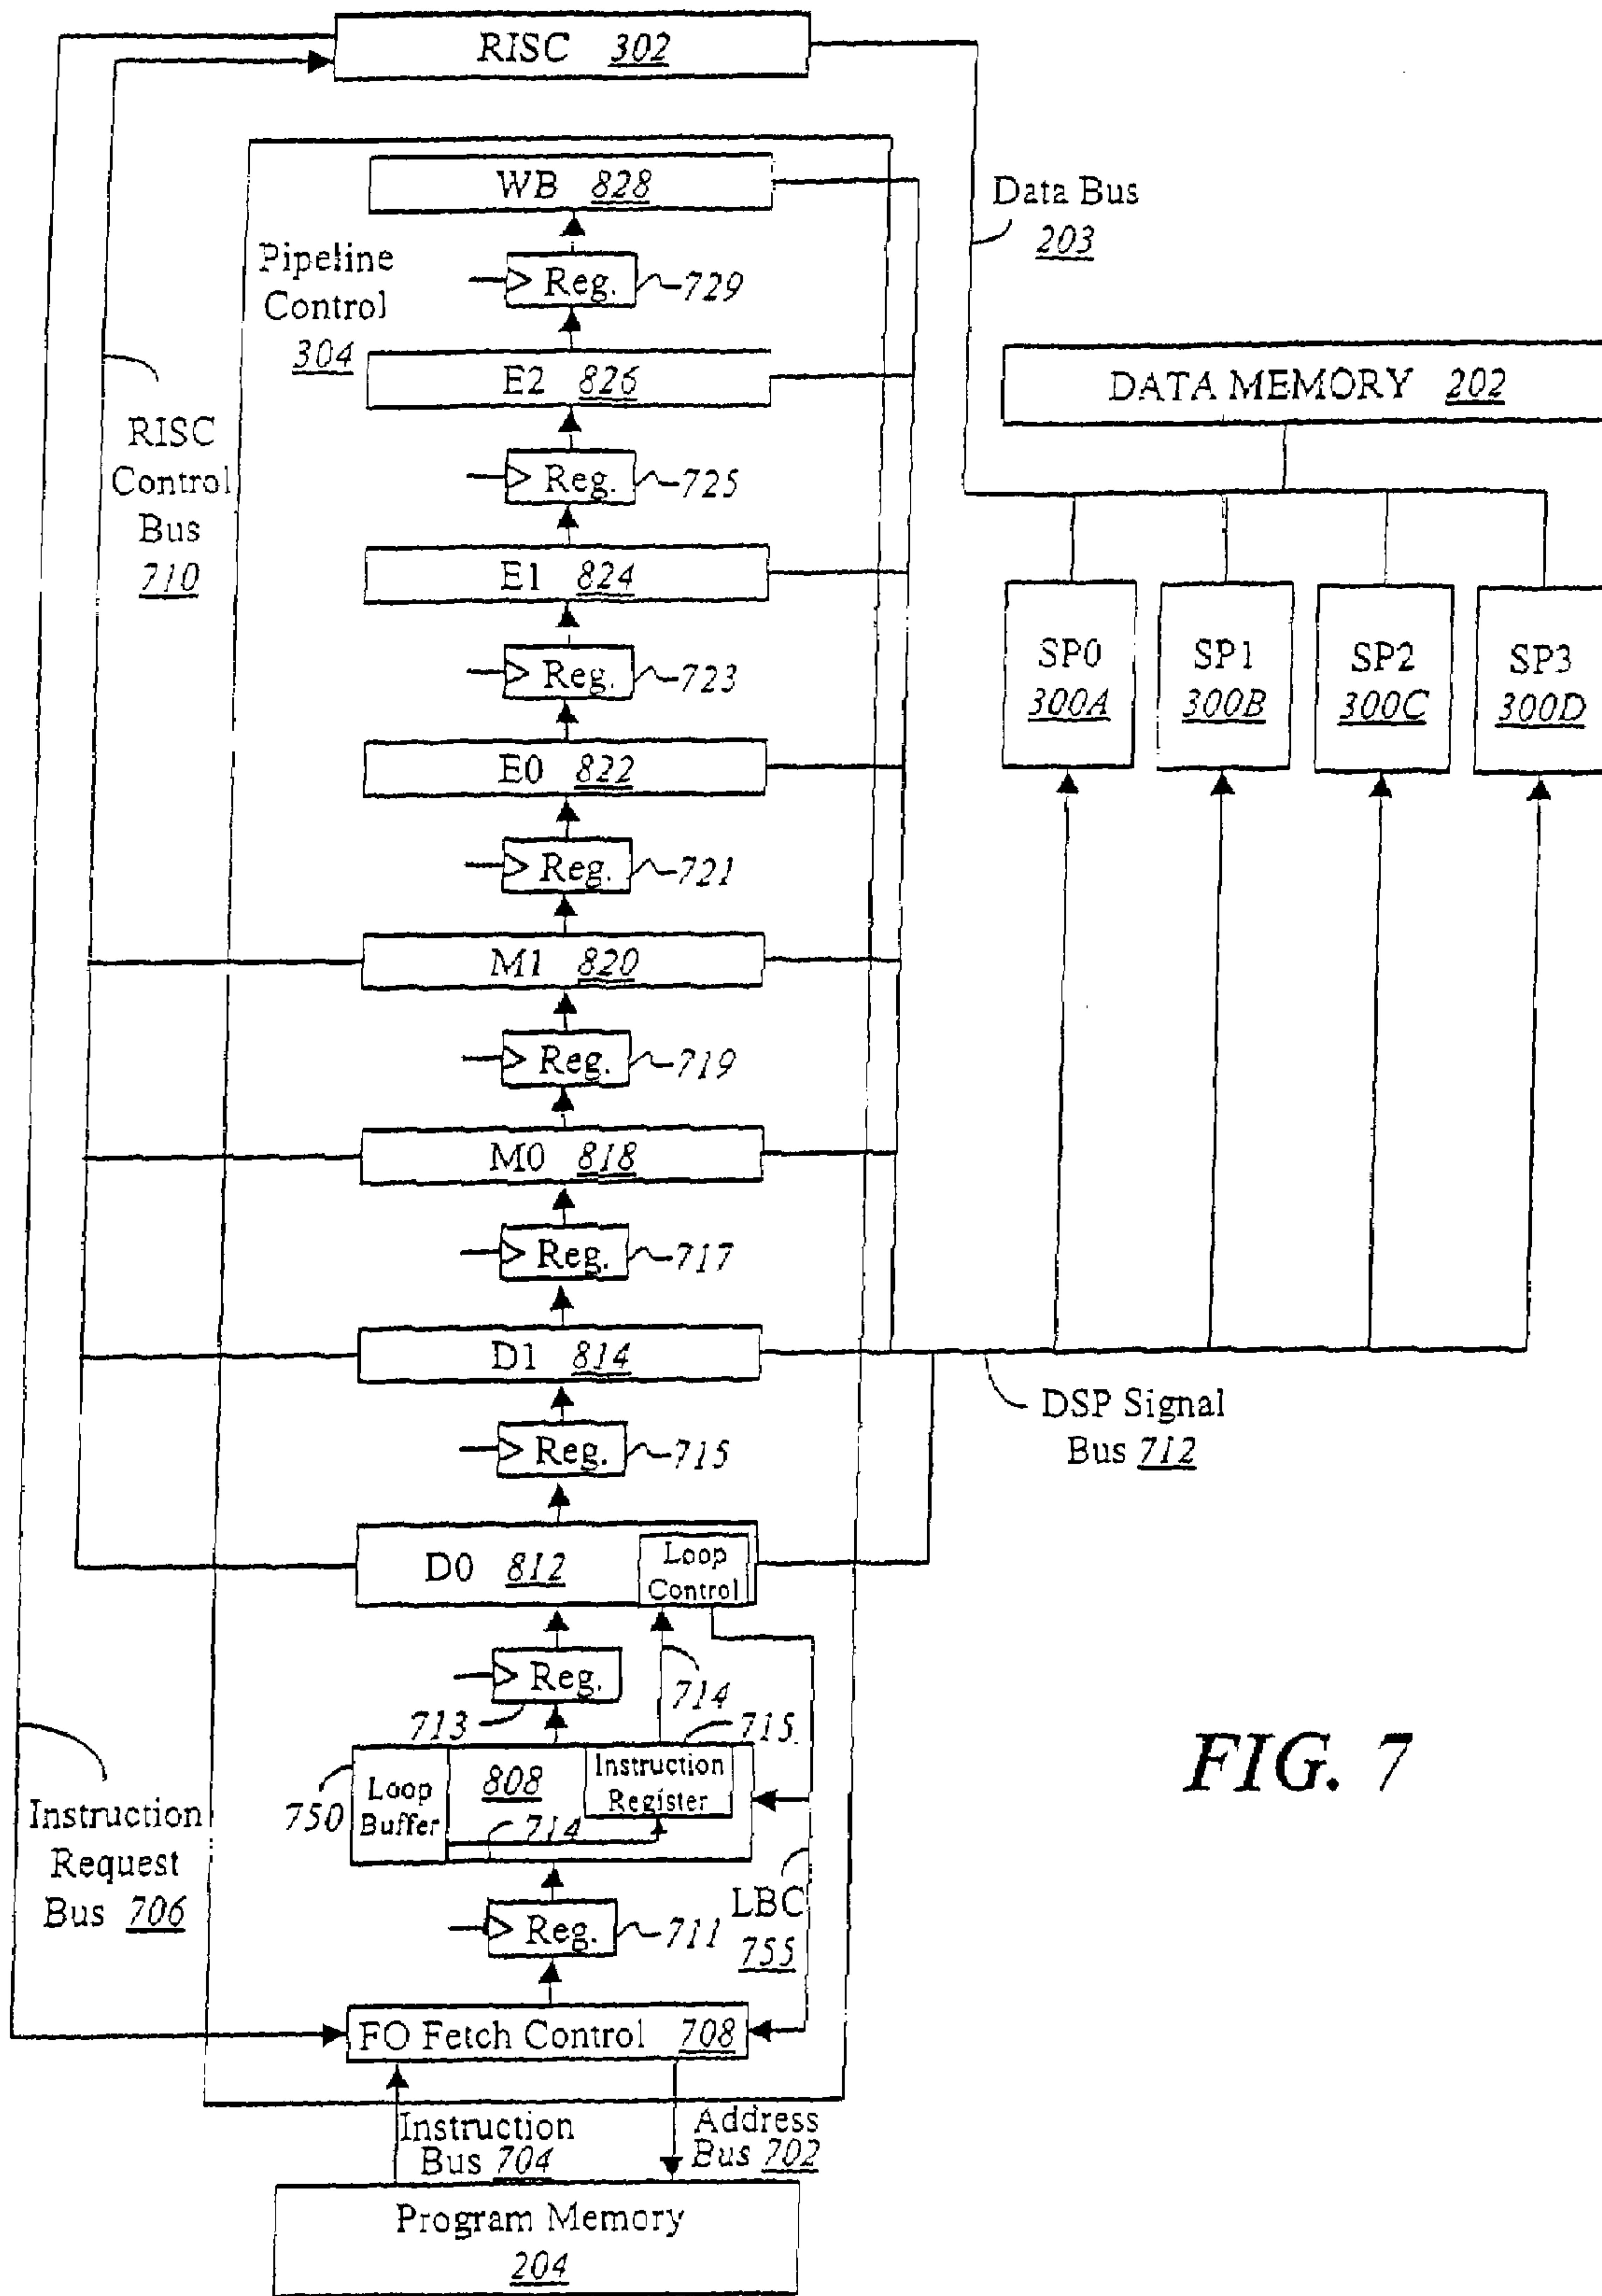 RISC 302
WB 828
Data Bus
203
Pipeline
Control
304
Reg. 729
E2 826
DATA MEMORY 202
RISC
Control
Bus
710
Reg. 725
E1 824
SP0
300A
SP1
300B
SP2
300C
SP3
300D
Reg. 723
E0 822
Reg. 721
M1 820
Reg. 719
M0 818
Reg. 717
D1 814
DSP Signal
Bus 712
Reg. 715
D0 812
Loop
Control
Reg.
713
714
715
FIG. 7
750
Loop
Buffer
808
Instruction
Register
714
Instruction
Request
Bus 706
LBC
755
Reg. 711
FO Fetch Control 708
Instruction
Bus 704
Address
Bus 702
Program Memory
204